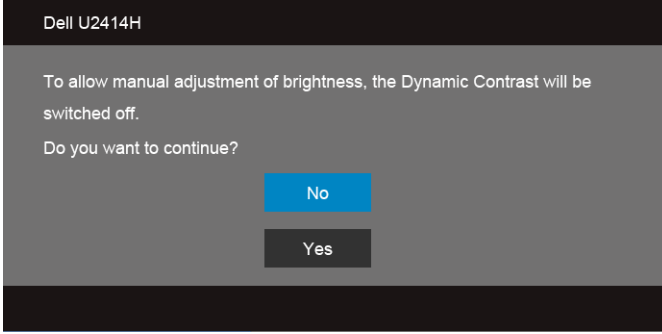 Dell U2414H
To allow manual adjustment of brightness, the Dynamic Contrast will be
switched off.
Do you want to continue?
No
Yes